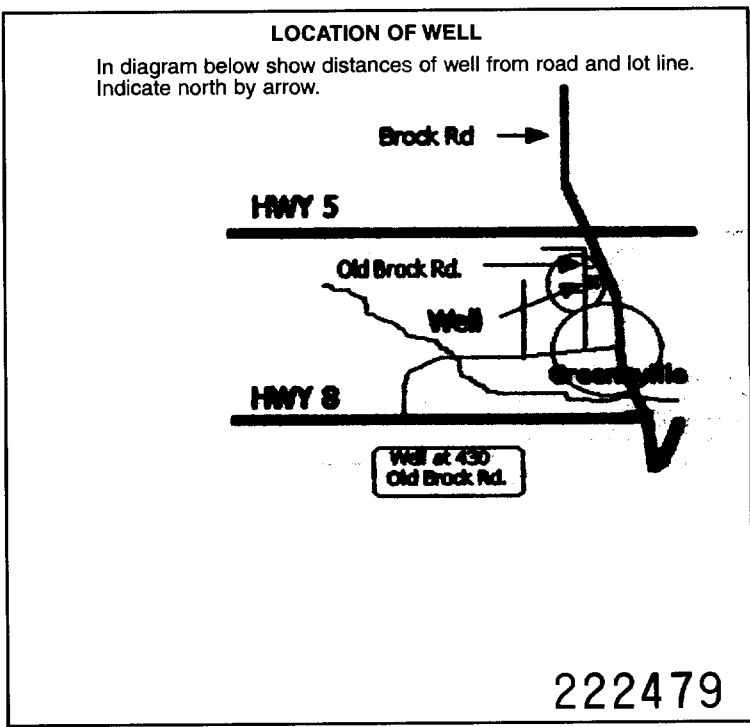 LOCATION OF WELL
In diagram below show distances of well from road and lot line.
Indicate north by arrow.
Brock Rd
HWY 5
Old Brock Rd.
Well
Greensville
HWY 8
Well at 430
Old Brock Rd.
222479